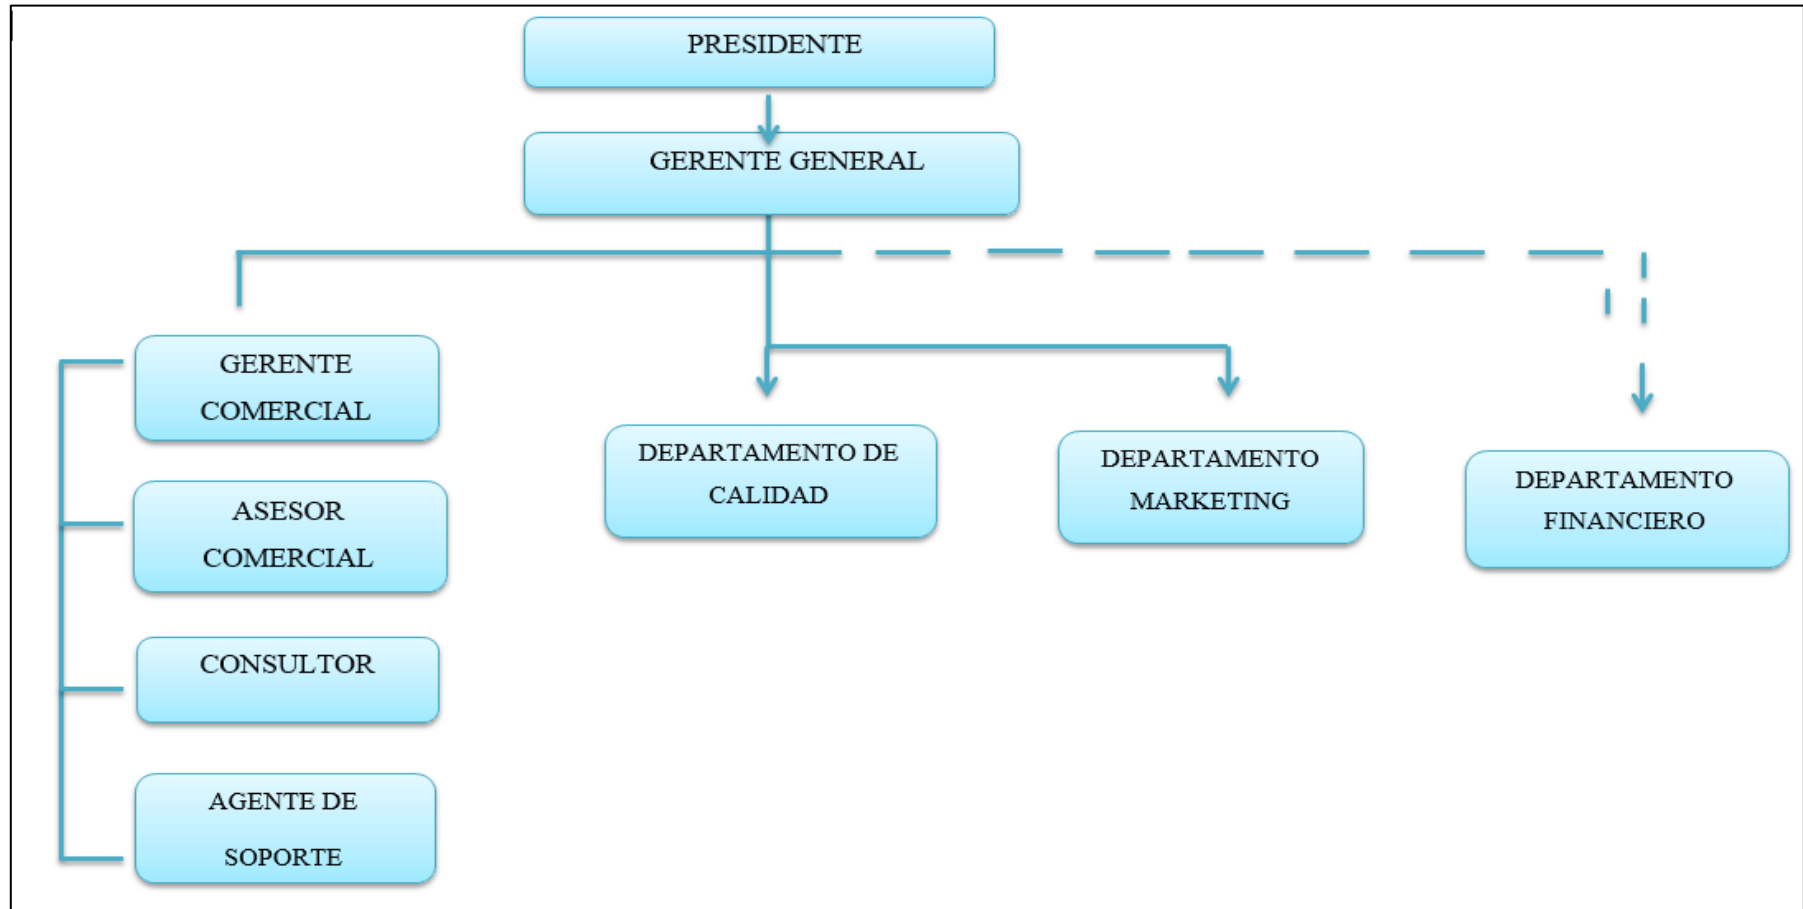 PRESIDENTE
GERENTE GENERAL
GERENTE
COMERCIAL
ASESOR
COMERCIAL
CONSULTOR
AGENTE DE
SOPORTE
DEPARTAMENTO DE
CALIDAD
DEPARTAMENTO
MARKETING
DEPARTAMENTO
FINANCIERO